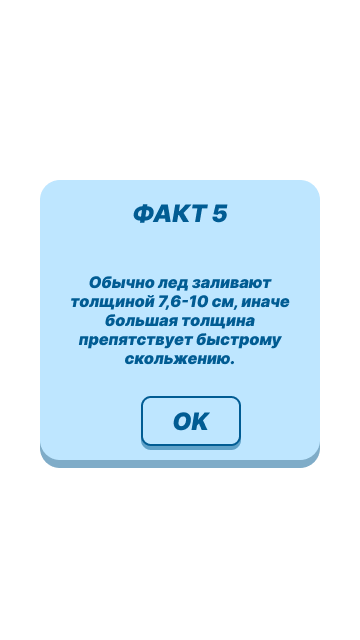 ФАКТ 5
Обычно лед заливают
толщиной 7,6-10 см, иначе
большая толщина
препятствует быстрому
скольжению.
OK